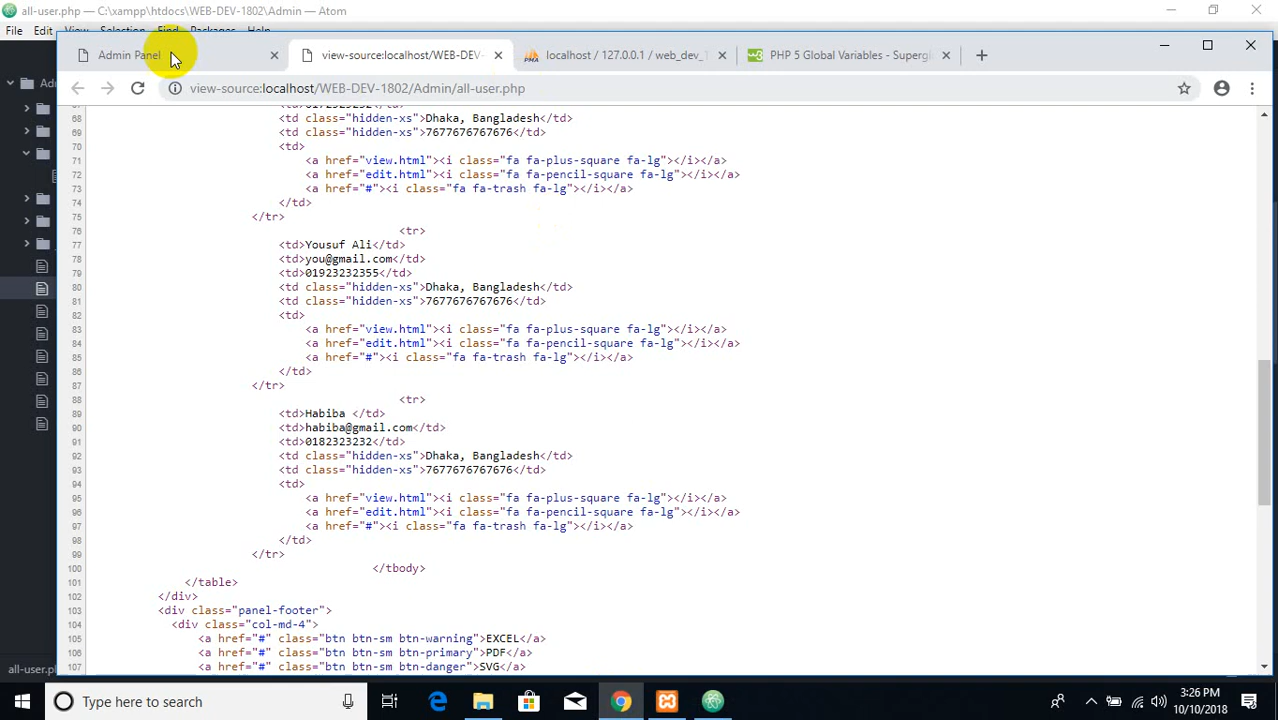 all-user.php — C:\xampp\htdocs\WEB-DEV-1802\Admin — Atom
File Edit View Selection Find Packages Help
Admin Panel
view-source:localhost/WEB-DEV-
localhost / 127.0.0.1 / web_dev_1
PHP 5 Global Variables - Supergl
view-source:localhost/WEB-DEV-1802/Admin/all-user.php
68 <td class="hidden-xs">Dhaka, Bangladesh</td>
69 <td class="hidden-xs">7677676767676</td>
70 <td>
71 <a href="view.html"><i class="fa fa-plus-square fa-lg"></i></a>
72 <a href="edit.html"><i class="fa fa-pencil-square fa-lg"></i></a>
73 <a href="#"><i class="fa fa-trash fa-lg"></i></a>
74 </td>
75 </tr>
76 <tr>
77 <td>Yousuf Ali</td>
78 <td>you@gmail.com</td>
79 <td>01923232355</td>
80 <td class="hidden-xs">Dhaka, Bangladesh</td>
81 <td class="hidden-xs">7677676767676</td>
82 <td>
83 <a href="view.html"><i class="fa fa-plus-square fa-lg"></i></a>
84 <a href="edit.html"><i class="fa fa-pencil-square fa-lg"></i></a>
85 <a href="#"><i class="fa fa-trash fa-lg"></i></a>
86 </td>
87 </tr>
88 <tr>
89 <td>Habiba </td>
90 <td>habiba@gmail.com</td>
91 <td>0182323232</td>
92 <td class="hidden-xs">Dhaka, Bangladesh</td>
93 <td class="hidden-xs">7677676767676</td>
94 <td>
95 <a href="view.html"><i class="fa fa-plus-square fa-lg"></i></a>
96 <a href="edit.html"><i class="fa fa-pencil-square fa-lg"></i></a>
97 <a href="#"><i class="fa fa-trash fa-lg"></i></a>
98 </td>
99 </tr>
100 </tbody>
101 </table>
102 </div>
103 <div class="panel-footer">
104 <div class="col-md-4">
105 <a href="#" class="btn btn-sm btn-warning">EXCEL</a>
106 <a href="#" class="btn btn-sm btn-primary">PDF</a>
107 <a href="#" class="btn btn-sm btn-danger">SVG</a>
all-user.pl
Type here to search
3:26 PM
10/10/2018